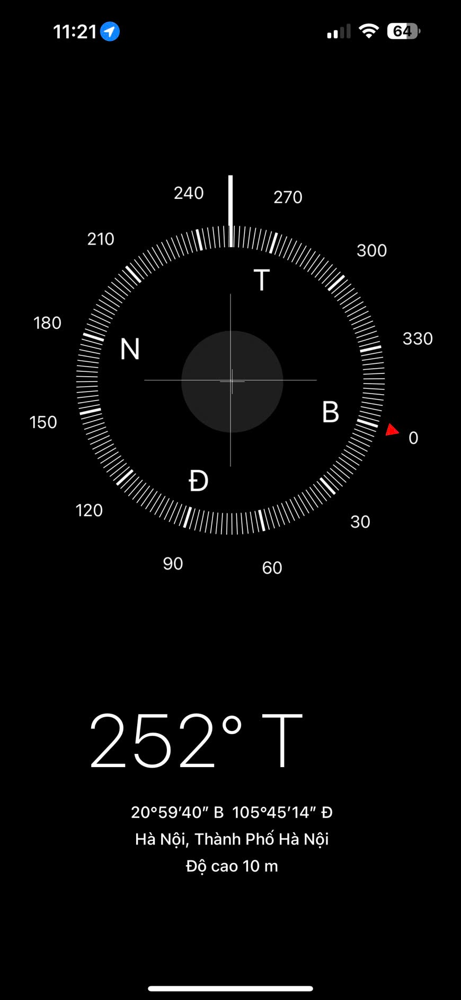 11:21
64
240
270
210
300
T
180
330
N
B
150
0
Đ
120
30
90
60
252° T
20°59′40″ B 105°45′14″ Đ
Hà Nội, Thành Phố Hà Nội
Độ cao 10 m